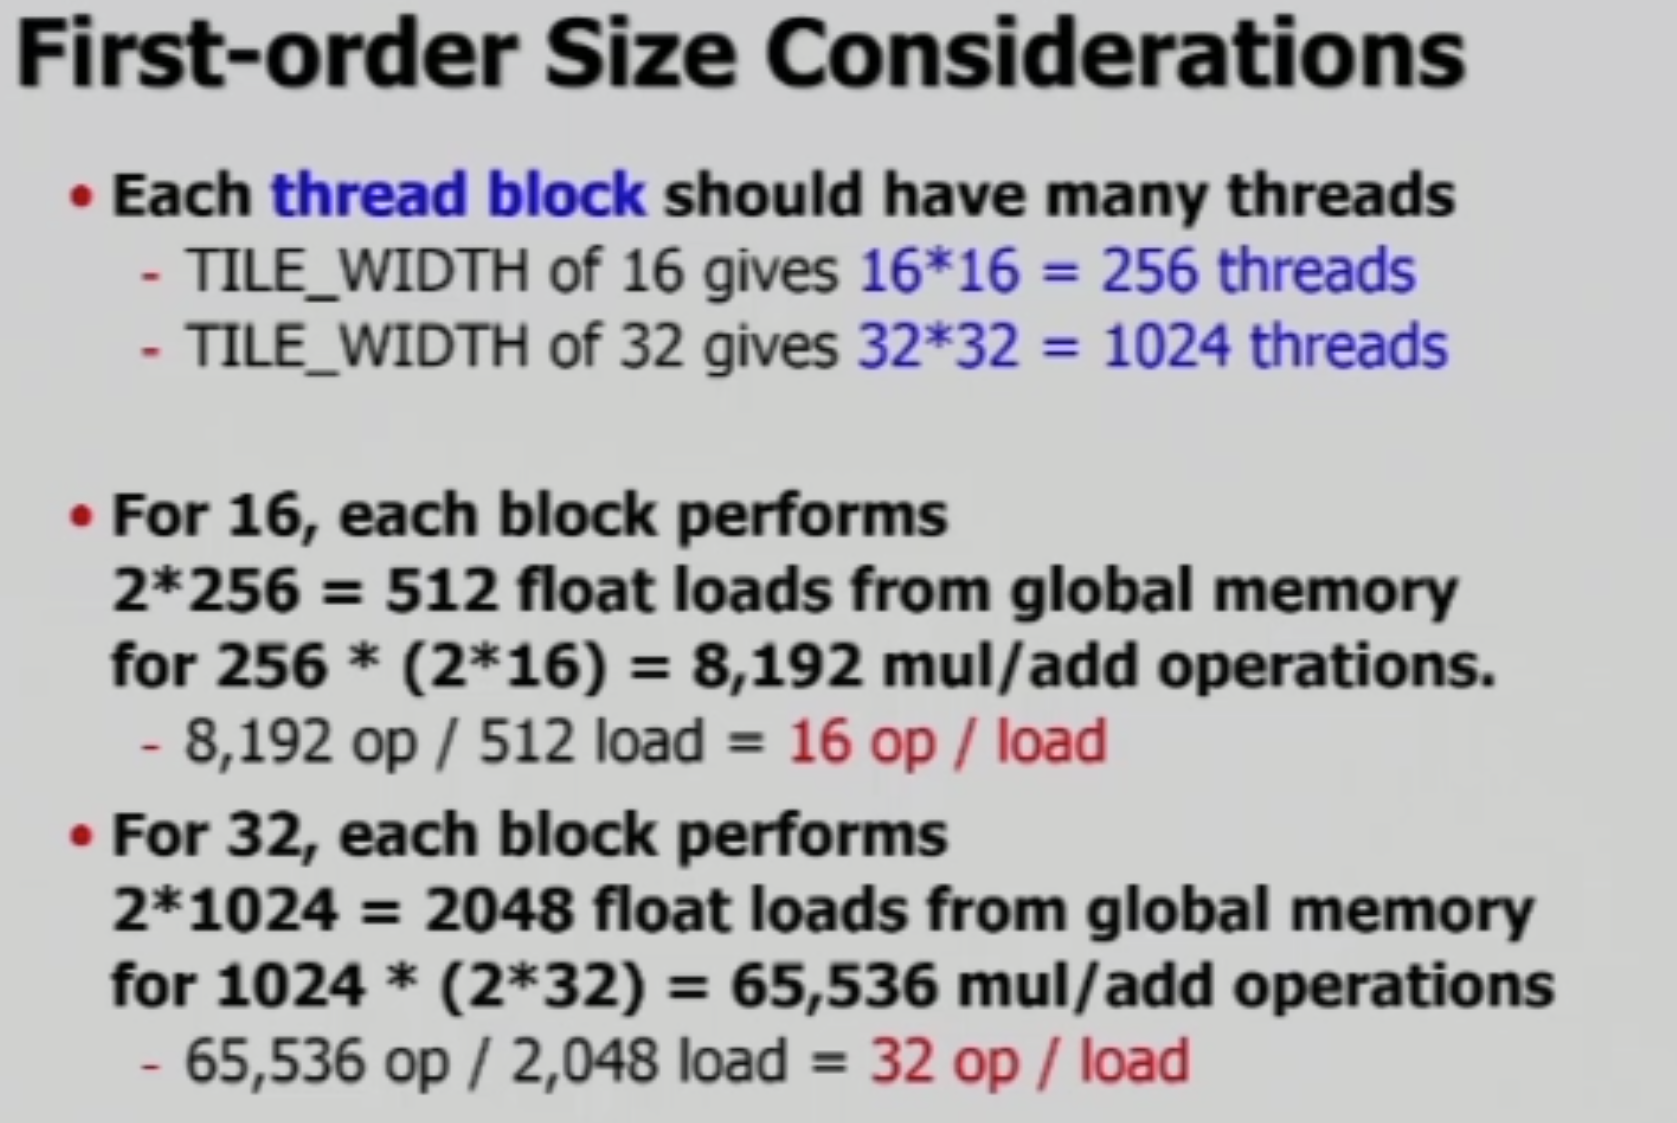 First-order Size Considerations
• Each thread block should have many threads
- TILE_WIDTH of 16 gives 16*16 = 256 threads
- TILE_WIDTH of 32 gives 32*32 = 1024 threads
• For 16, each block performs
2*256 = 512 float loads from global memory
for 256 * (2*16) = 8,192 mul/add operations.
- 8,192 op / 512 load = 16 op / load
• For 32, each block performs
2*1024 = 2048 float loads from global memory
for 1024 * (2*32) = 65,536 mul/add operations
- 65,536 op / 2,048 load = 32 op / load